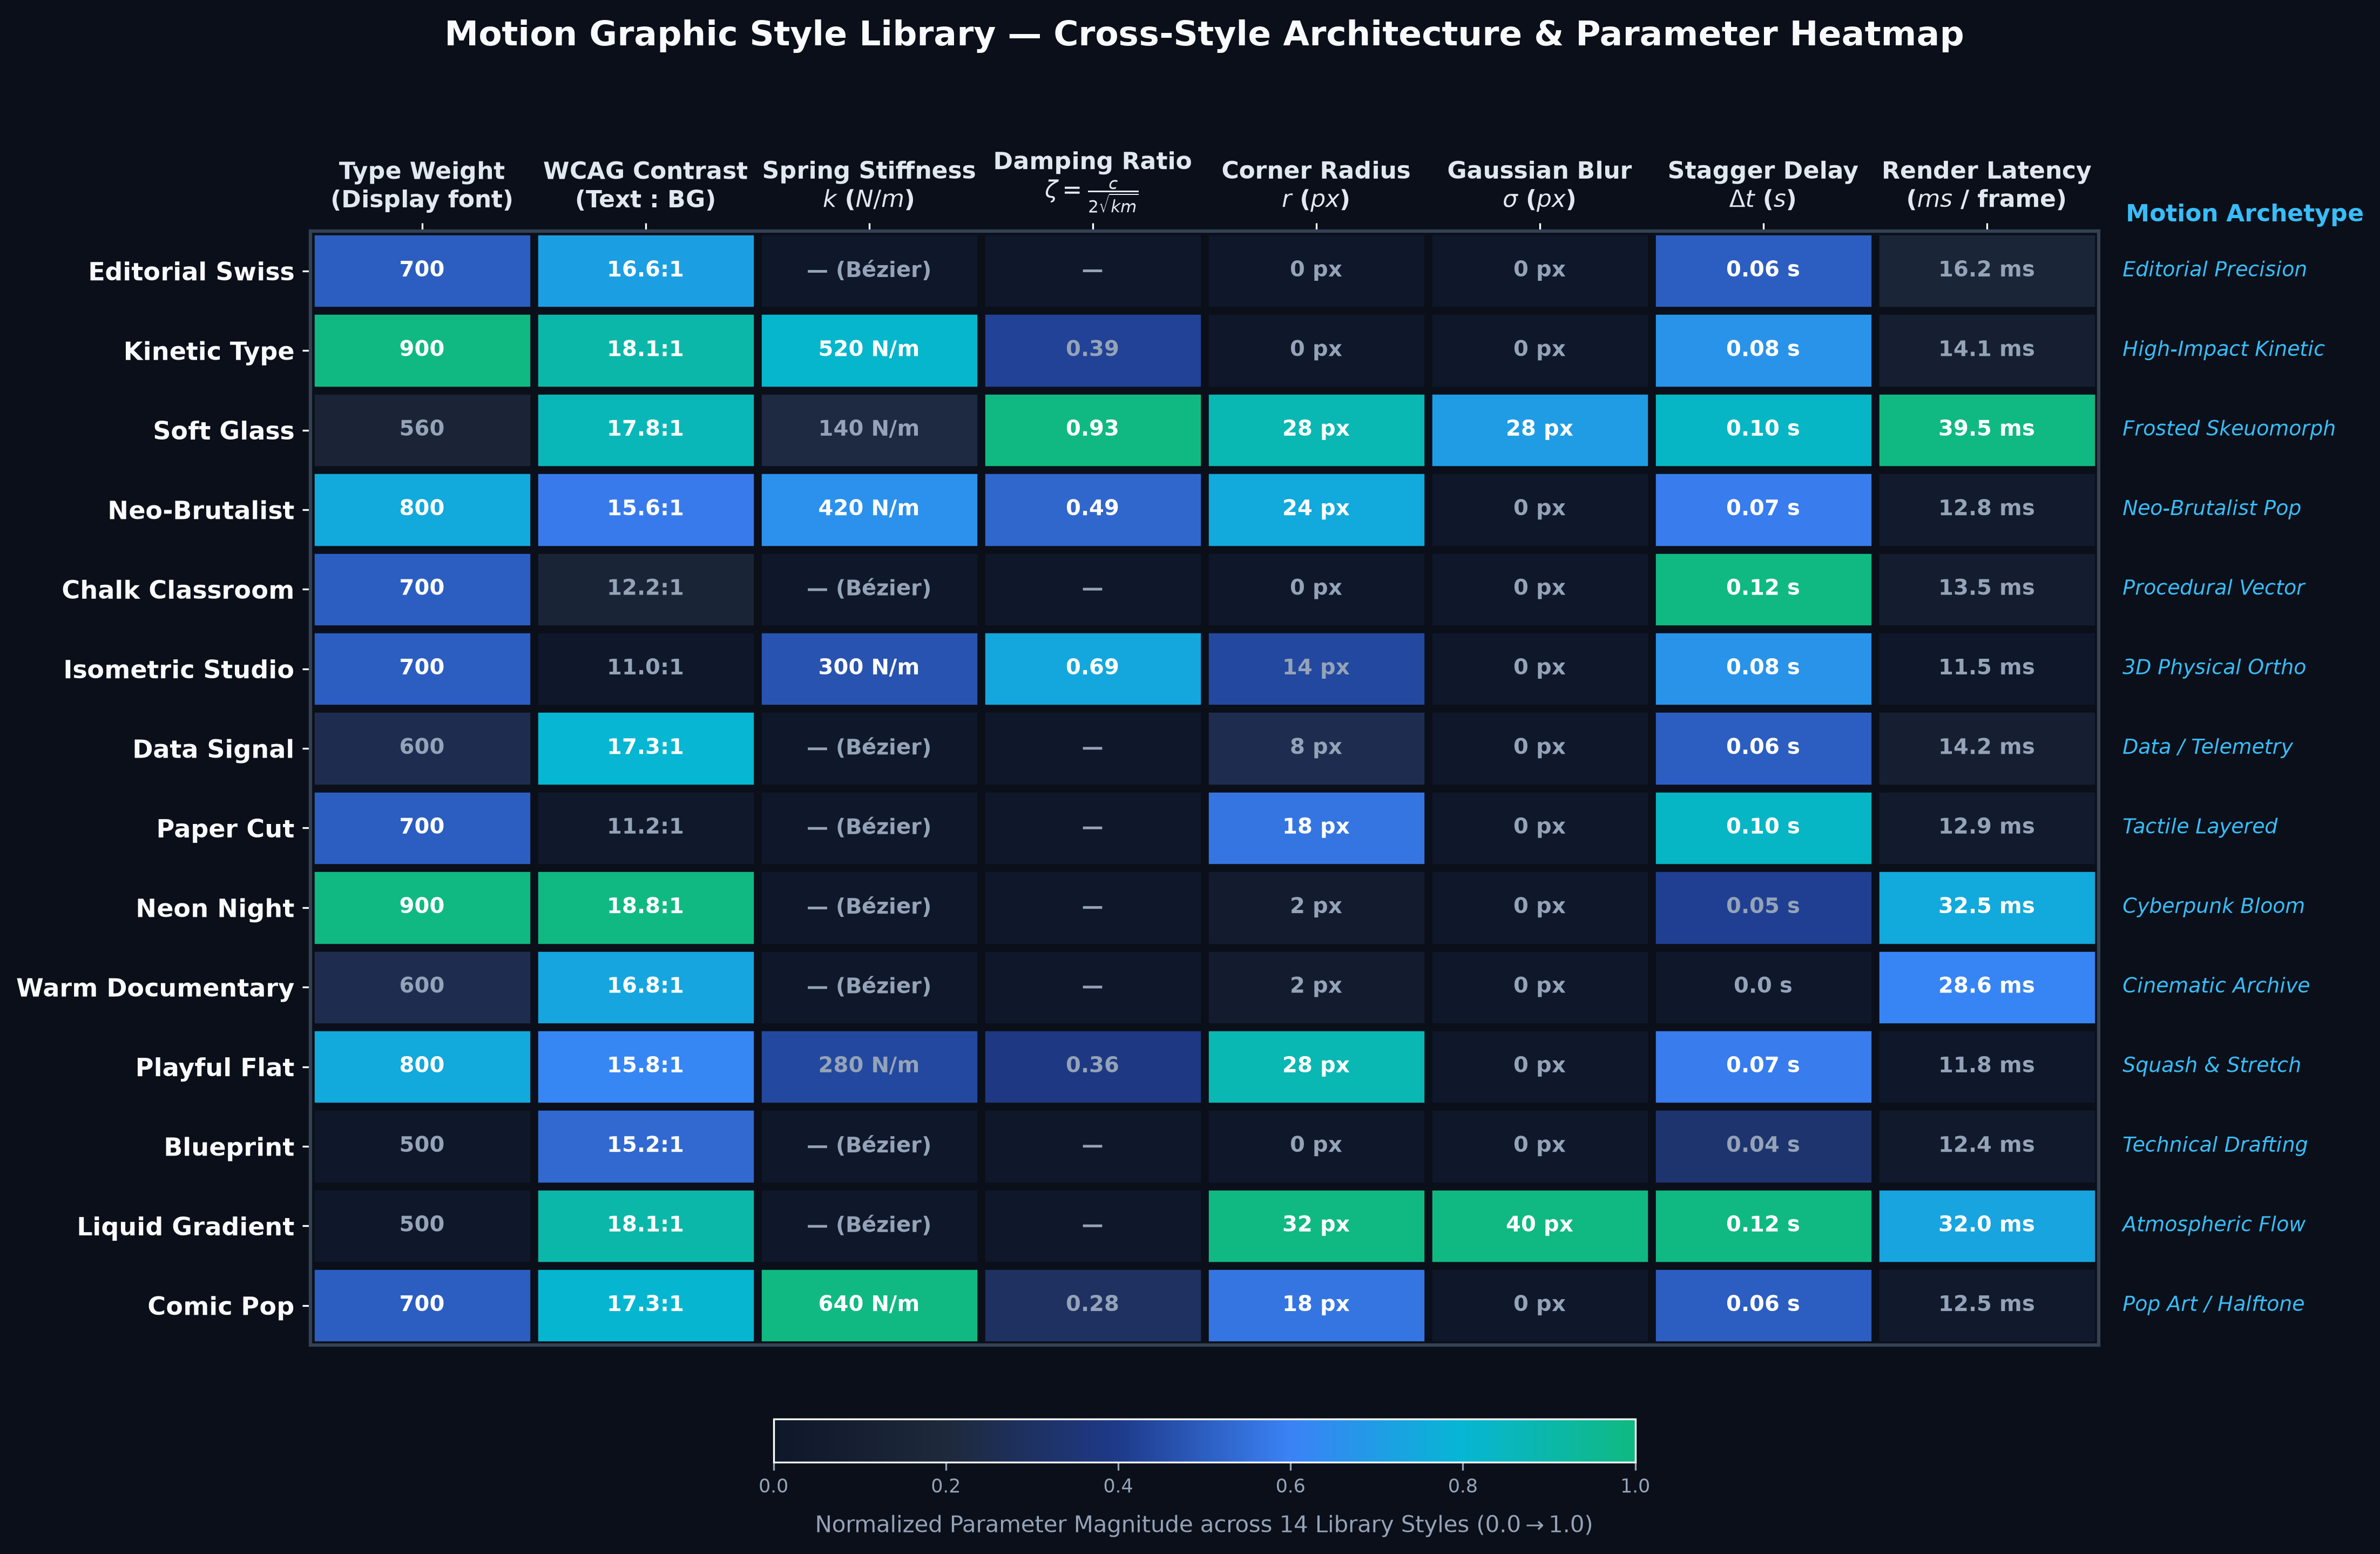 Motion Graphic Style Library — Cross-Style Architecture & Parameter Heatmap
Type Weight (Display font)
WCAG Contrast (Text : BG)
Spring Stiffness k (N/m)
Damping Ratio ζ = c / 2√km
Corner Radius r (px)
Gaussian Blur σ (px)
Stagger Delay Δt (s)
Render Latency (ms / frame)
Motion Archetype
Editorial Swiss 700 16.6:1 — (Bézier) — 0 px 0 px 0.06 s 16.2 ms Editorial Precision
Kinetic Type 900 18.1:1 520 N/m 0.39 0 px 0 px 0.08 s 14.1 ms High-Impact Kinetic
Soft Glass 560 17.8:1 140 N/m 0.93 28 px 28 px 0.10 s 39.5 ms Frosted Skeuomorph
Neo-Brutalist 800 15.6:1 420 N/m 0.49 24 px 0 px 0.07 s 12.8 ms Neo-Brutalist Pop
Chalk Classroom 700 12.2:1 — (Bézier) — 0 px 0 px 0.12 s 13.5 ms Procedural Vector
Isometric Studio 700 11.0:1 300 N/m 0.69 14 px 0 px 0.08 s 11.5 ms 3D Physical Ortho
Data Signal 600 17.3:1 — (Bézier) — 8 px 0 px 0.06 s 14.2 ms Data / Telemetry
Paper Cut 700 11.2:1 — (Bézier) — 18 px 0 px 0.10 s 12.9 ms Tactile Layered
Neon Night 900 18.8:1 — (Bézier) — 2 px 0 px 0.05 s 32.5 ms Cyberpunk Bloom
Warm Documentary 600 16.8:1 — (Bézier) — 2 px 0 px 0.0 s 28.6 ms Cinematic Archive
Playful Flat 800 15.8:1 280 N/m 0.36 28 px 0 px 0.07 s 11.8 ms Squash & Stretch
Blueprint 500 15.2:1 — (Bézier) — 0 px 0 px 0.04 s 12.4 ms Technical Drafting
Liquid Gradient 500 18.1:1 — (Bézier) — 32 px 40 px 0.12 s 32.0 ms Atmospheric Flow
Comic Pop 700 17.3:1 640 N/m 0.28 18 px 0 px 0.06 s 12.5 ms Pop Art / Halftone
0.0 0.2 0.4 0.6 0.8 1.0
Normalized Parameter Magnitude across 14 Library Styles (0.0→1.0)